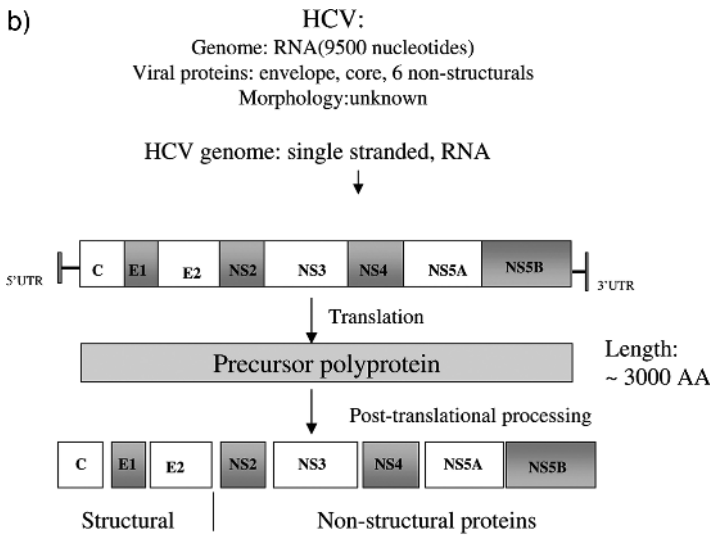 b)
HCV:
Genome: RNA(9500 nucleotides)
Viral proteins: envelope, core, 6 non-structurals
Morphology:unknown
HCV genome: single stranded, RNA
5'UTR C E1 E2 NS2 NS3 NS4 NS5A NS5B 3'UTR
Translation
Precursor polyprotein
Length:
~ 3000 AA
Post-translational processing
C E1 E2 NS2 NS3 NS4 NS5A NS5B
Structural Non-structural proteins